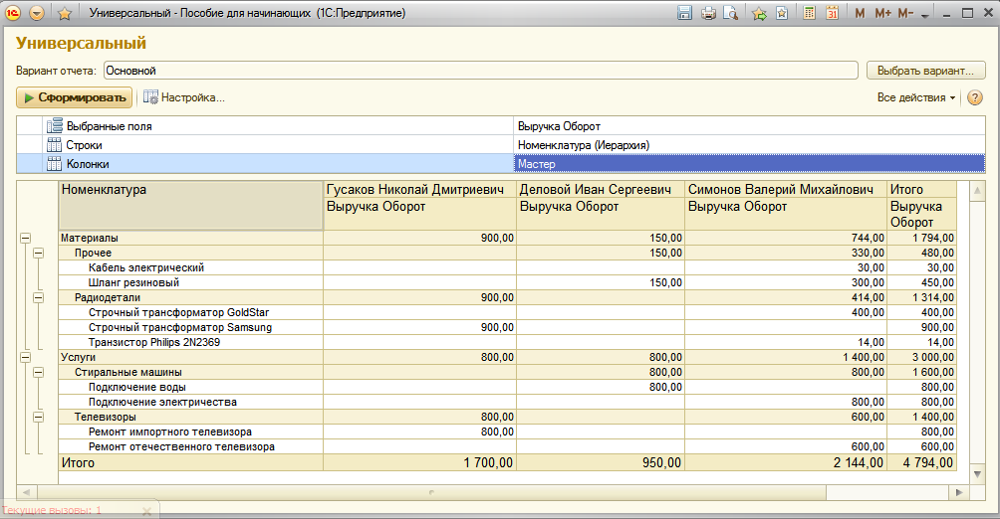 Универсальный - Пособие для начинающих (1С:Предприятие)
M M+ M-
Универсальный
Вариант отчета: Основной Выбрать вариант...
Сформировать Настройка... Все действия ?
Выбранные поля Выручка Оборот
Строки Номенклатура (Иерархия)
Колонки Мастер
Номенклатура Гусаков Николай Дмитриевич Деловой Иван Сергеевич Симонов Валерий Михайлович Итого
Выручка Оборот Выручка Оборот Выручка Оборот Выручка
Оборот
Материалы 900,00 150,00 744,00 1 794,00
Прочее 150,00 330,00 480,00
Кабель электрический 30,00 30,00
Шланг резиновый 150,00 300,00 450,00
Радиодетали 900,00 414,00 1 314,00
Строчный трансформатор GoldStar 400,00 400,00
Строчный трансформатор Samsung 900,00 900,00
Транзистор Philips 2N2369 14,00 14,00
Услуги 800,00 800,00 1 400,00 3 000,00
Стиральные машины 800,00 800,00 1 600,00
Подключение воды 800,00 800,00
Подключение электричества 800,00 800,00
Телевизоры 800,00 600,00 1 400,00
Ремонт импортного телевизора 800,00 800,00
Ремонт отечественного телевизора 600,00 600,00
Итого 1 700,00 950,00 2 144,00 4 794,00
Текущие вызовы: 1